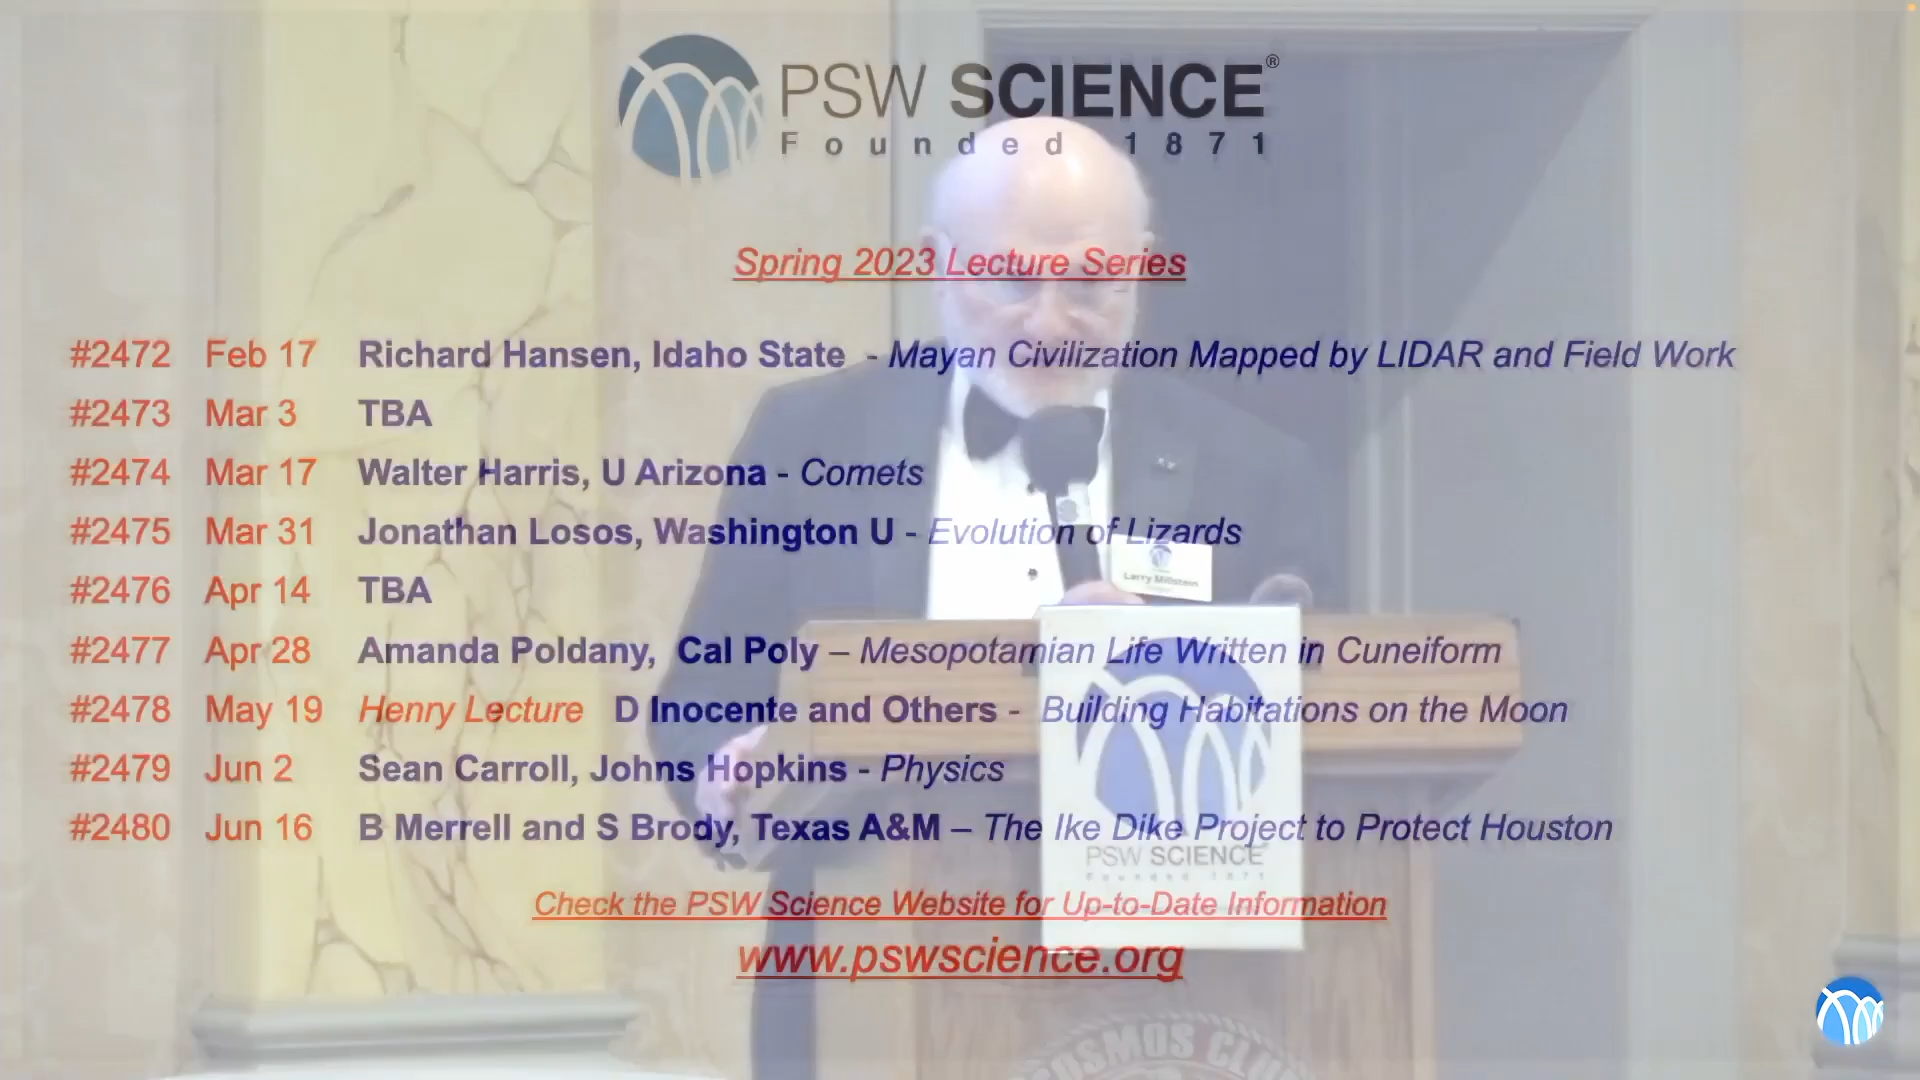 PSW SCIENCE®
Founded 1871
Spring 2023 Lecture Series
#2472 Feb 17 Richard Hansen, Idaho State - Mayan Civilization Mapped by LIDAR and Field Work
#2473 Mar 3 TBA
#2474 Mar 17 Walter Harris, U Arizona - Comets
#2475 Mar 31 Jonathan Losos, Washington U - Evolution of Lizards
Larry Millstein
#2476 Apr 14 TBA
#2477 Apr 28 Amanda Poldany, Cal Poly – Mesopotamian Life Written in Cuneiform
#2478 May 19 Henry Lecture D Inocente and Others - Building Habitations on the Moon
#2479 Jun 2 Sean Carroll, Johns Hopkins - Physics
#2480 Jun 16 B Merrell and S Brody, Texas A&M – The Ike Dike Project to Protect Houston
PSW SCIENCE
Founded 1871
Check the PSW Science Website for Up-to-Date Information
www.pswscience.org
COSMOS CLUB